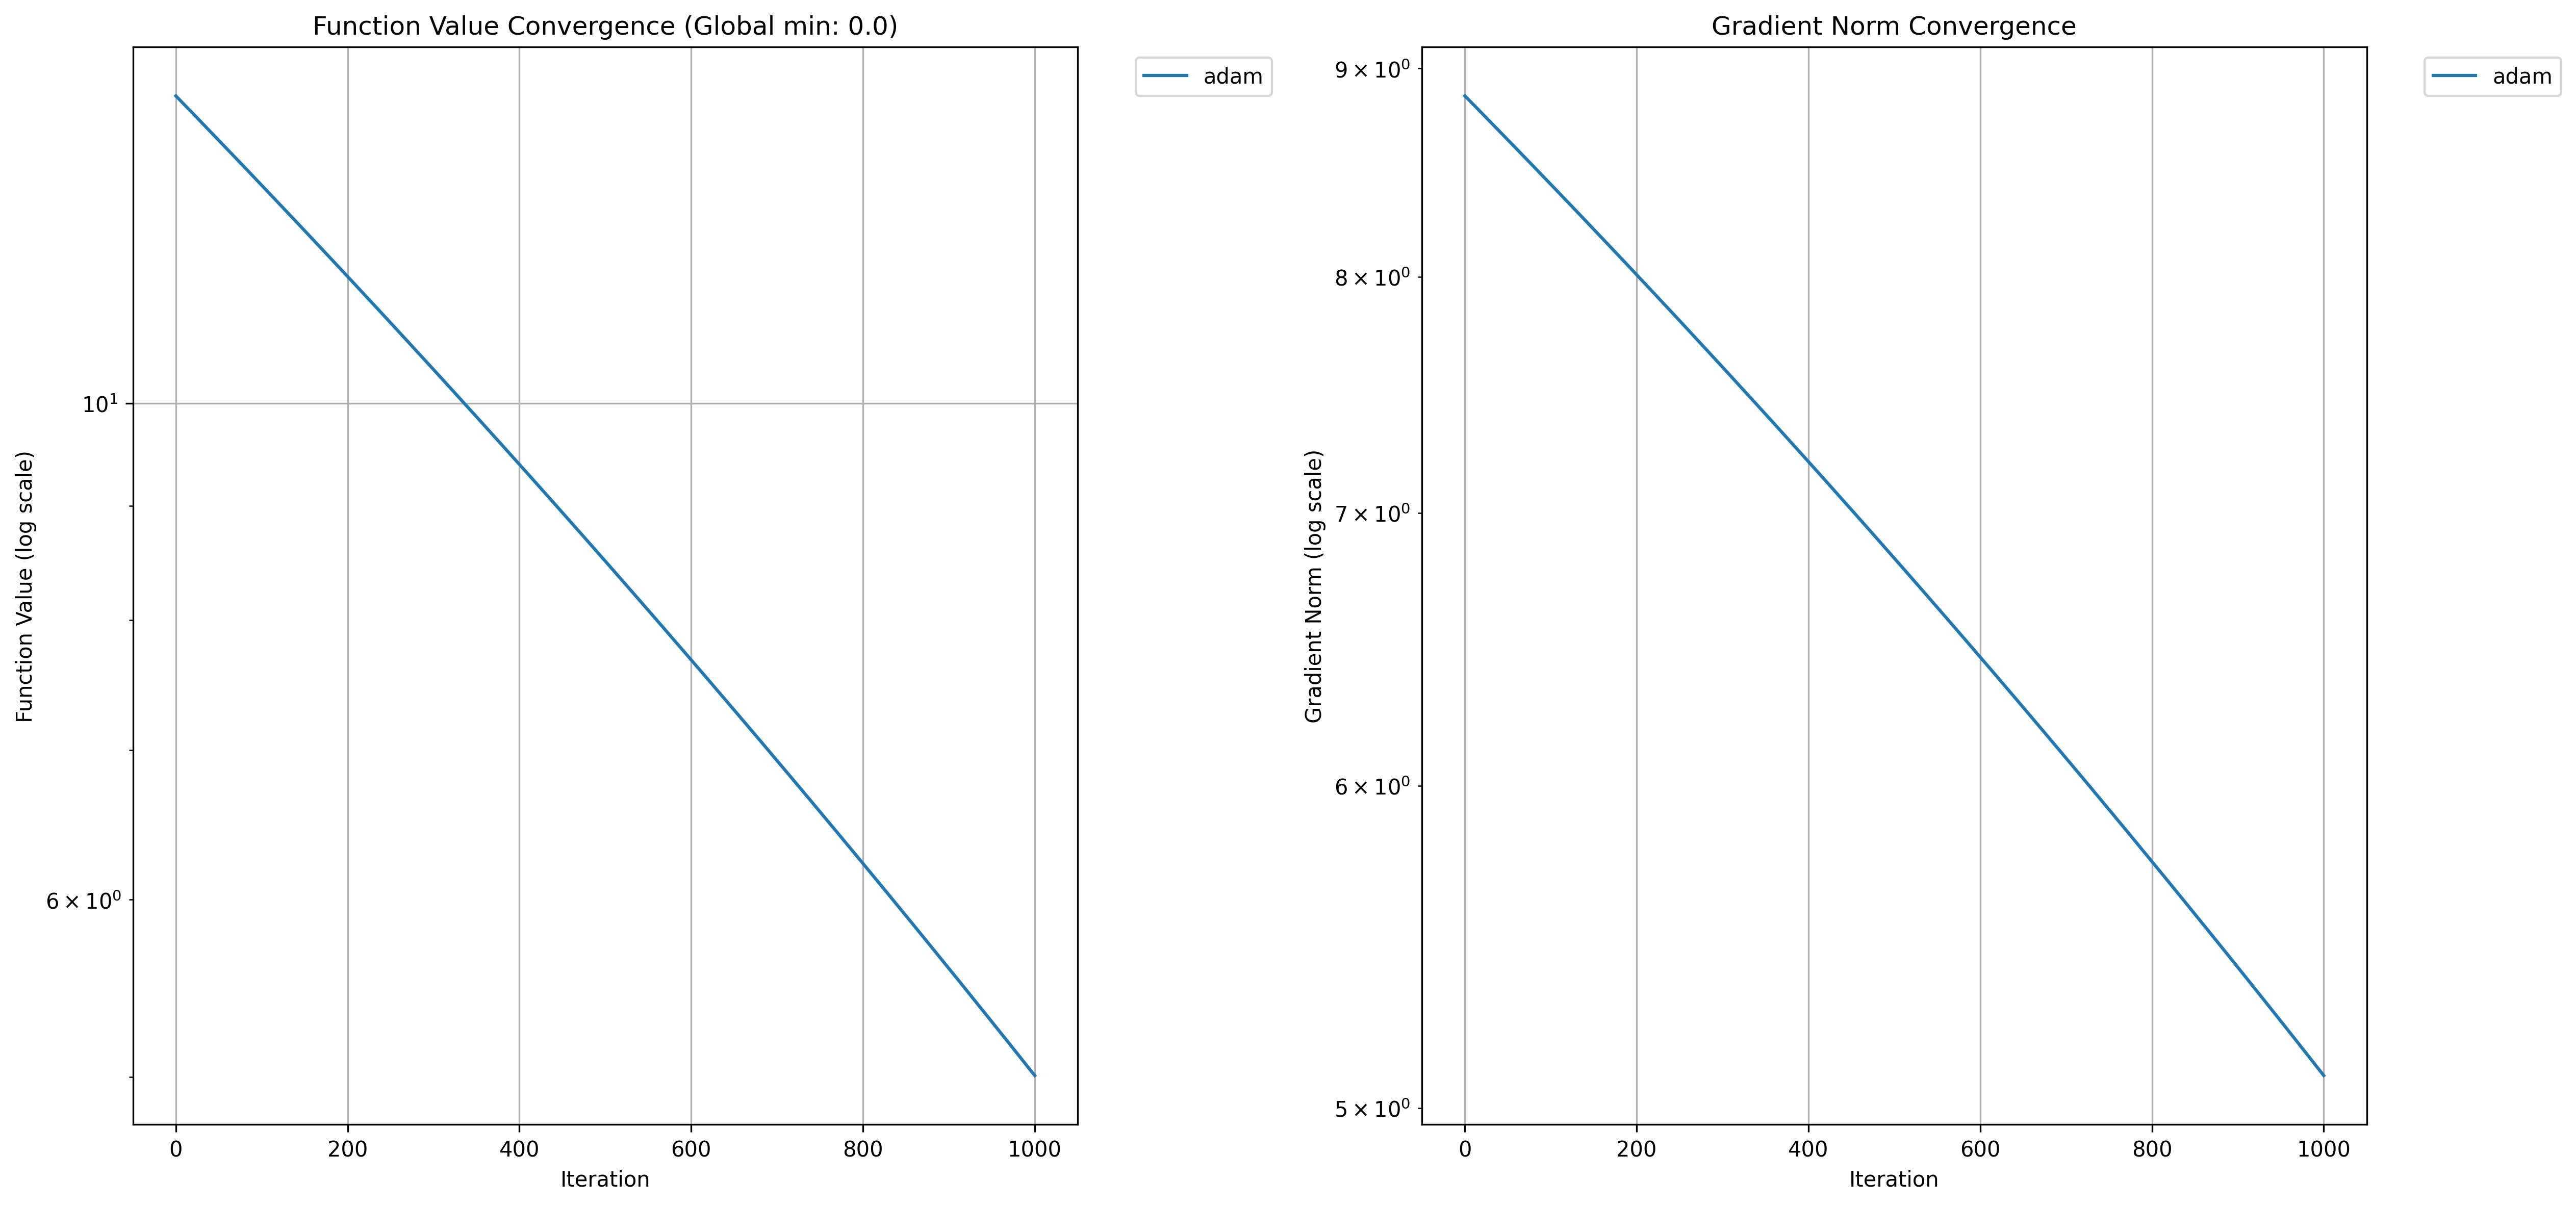 Function Value Convergence (Global min: 0.0)
adam
10¹
6 × 10⁰
Function Value (log scale)
0 200 400 600 800 1000
Iteration
Gradient Norm Convergence
adam
9 × 10⁰
8 × 10⁰
7 × 10⁰
6 × 10⁰
5 × 10⁰
Gradient Norm (log scale)
0 200 400 600 800 1000
Iteration